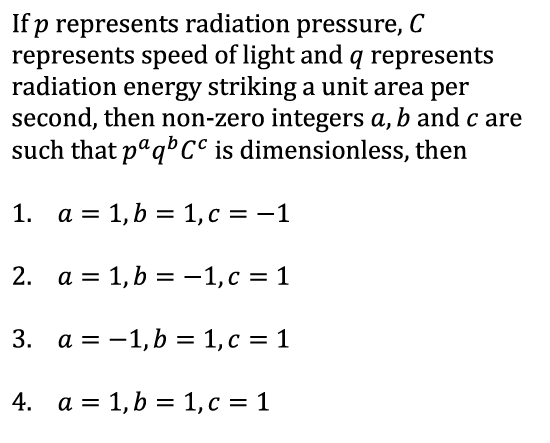 If p represents radiation pressure, C
represents speed of light and q represents
radiation energy striking a unit area per
second, then non-zero integers a, b and c are
such that pᵃqᵇCᶜ is dimensionless, then
1. a = 1, b = 1, c = −1
2. a = 1, b = −1, c = 1
3. a = −1, b = 1, c = 1
4. a = 1, b = 1, c = 1